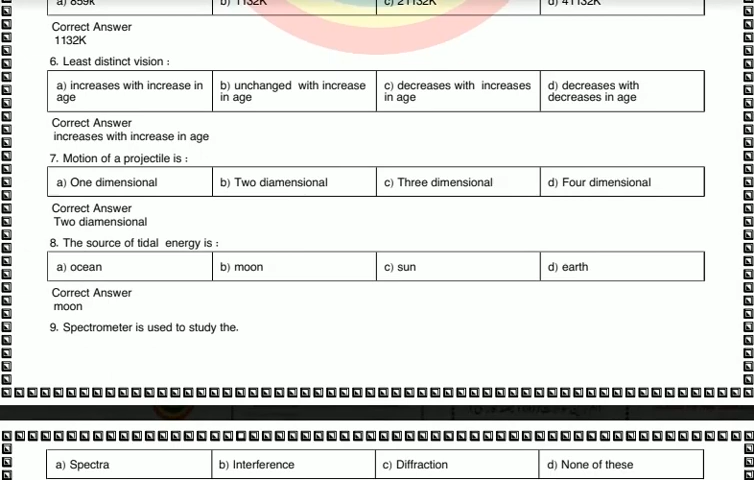 a) 859k b) 1132K c) 21132K d) 41132K
Correct Answer
1132K
6. Least distinct vision :
a) increases with increase in age b) unchanged with increase in age c) decreases with increases in age d) decreases with decreases in age
Correct Answer
increases with increase in age
7. Motion of a projectile is :
a) One dimensional b) Two diamensional c) Three dimensional d) Four dimensional
Correct Answer
Two diamensional
8. The source of tidal energy is :
a) ocean b) moon c) sun d) earth
Correct Answer
moon
9. Spectrometer is used to study the.
a) Spectra b) Interference c) Diffraction d) None of these